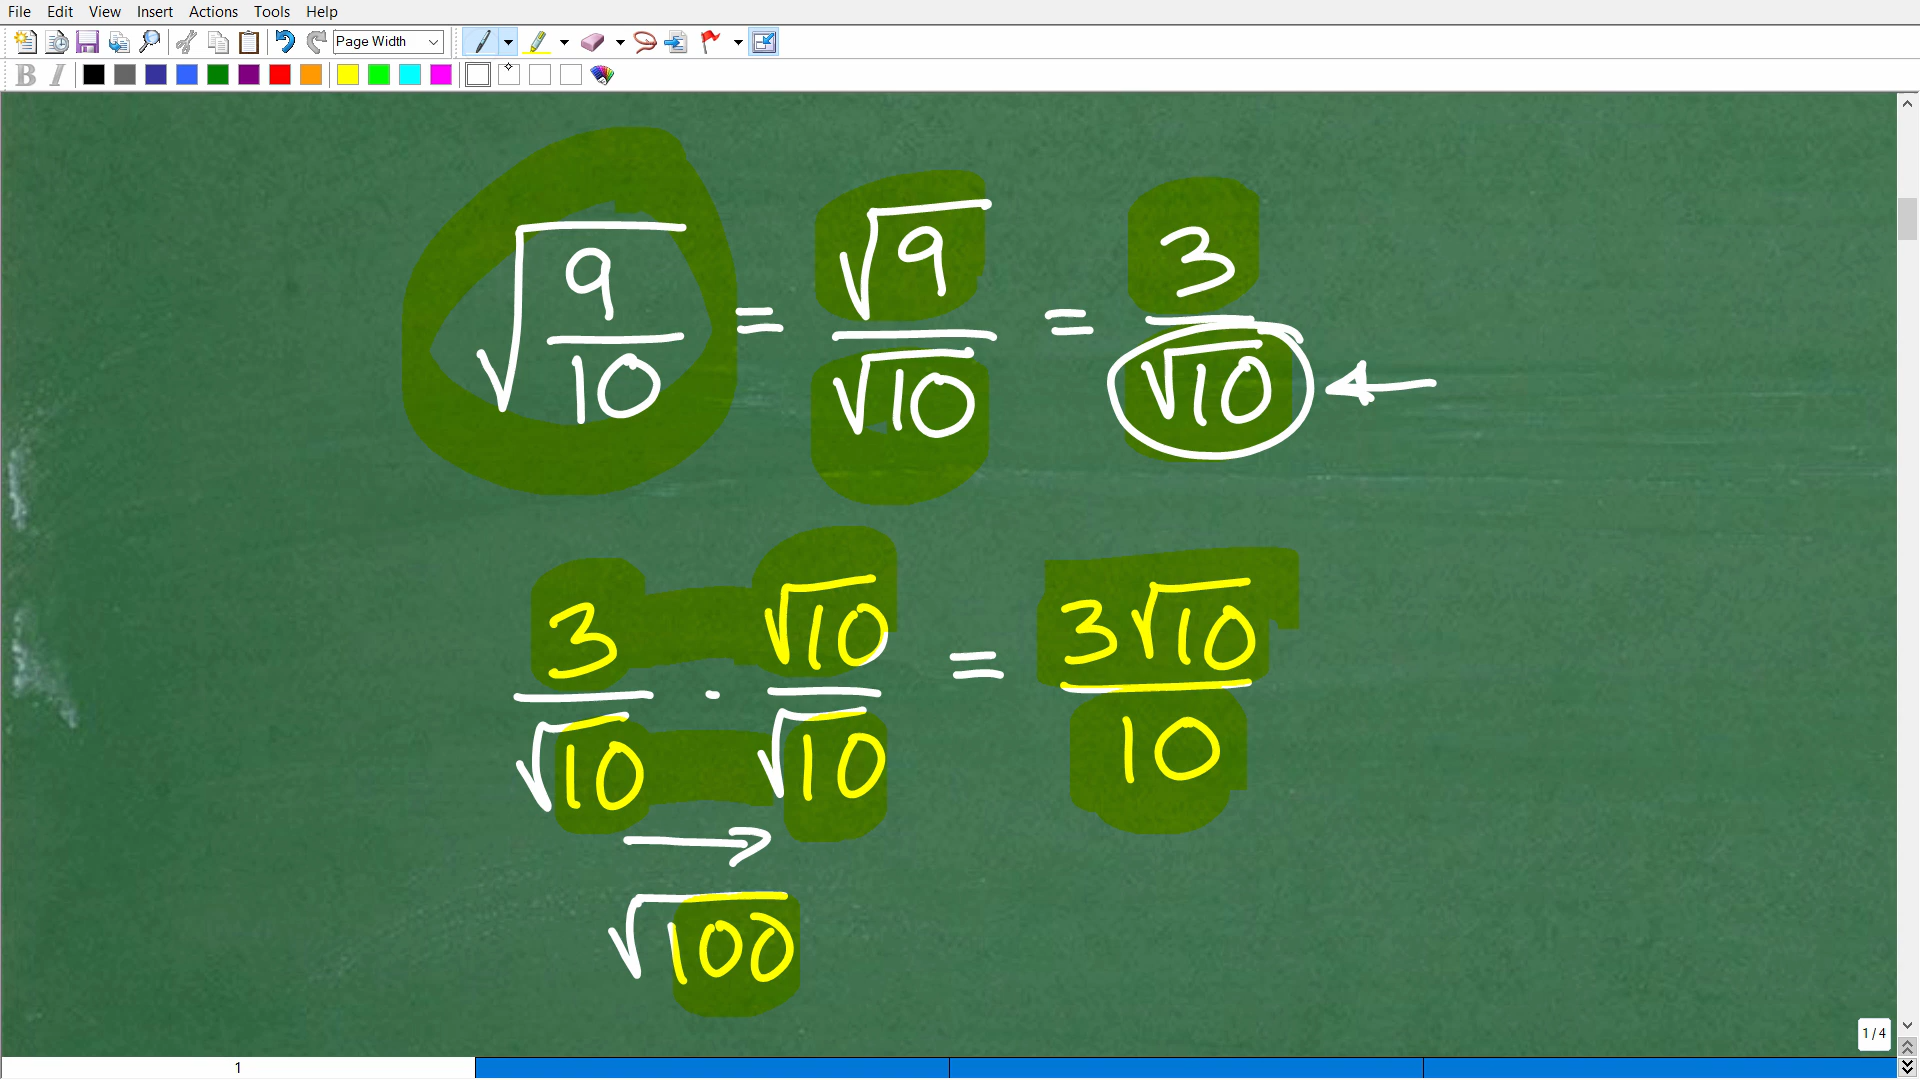 File Edit View Insert Actions Tools Help
Page Width
B I
√(9/10) = √9/√10 = 3/√10 ←
3/√10 · √10/√10 = 3√10/10
→
√100
1 / 4
1